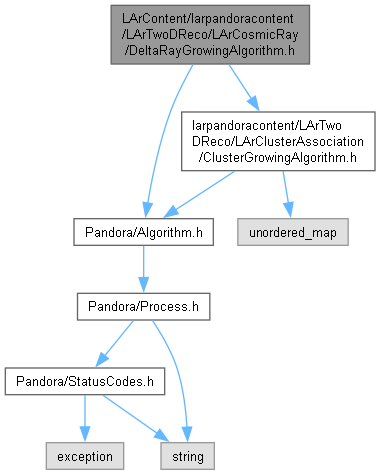 LArContent/larpandoracontent
/LArTwoDReco/LArCosmicRay
/DeltaRayGrowingAlgorithm.h
larpandoracontent/LArTwo
DReco/LArClusterAssociation
/ClusterGrowingAlgorithm.h
Pandora/Algorithm.h
unordered_map
Pandora/Process.h
Pandora/StatusCodes.h
exception
string